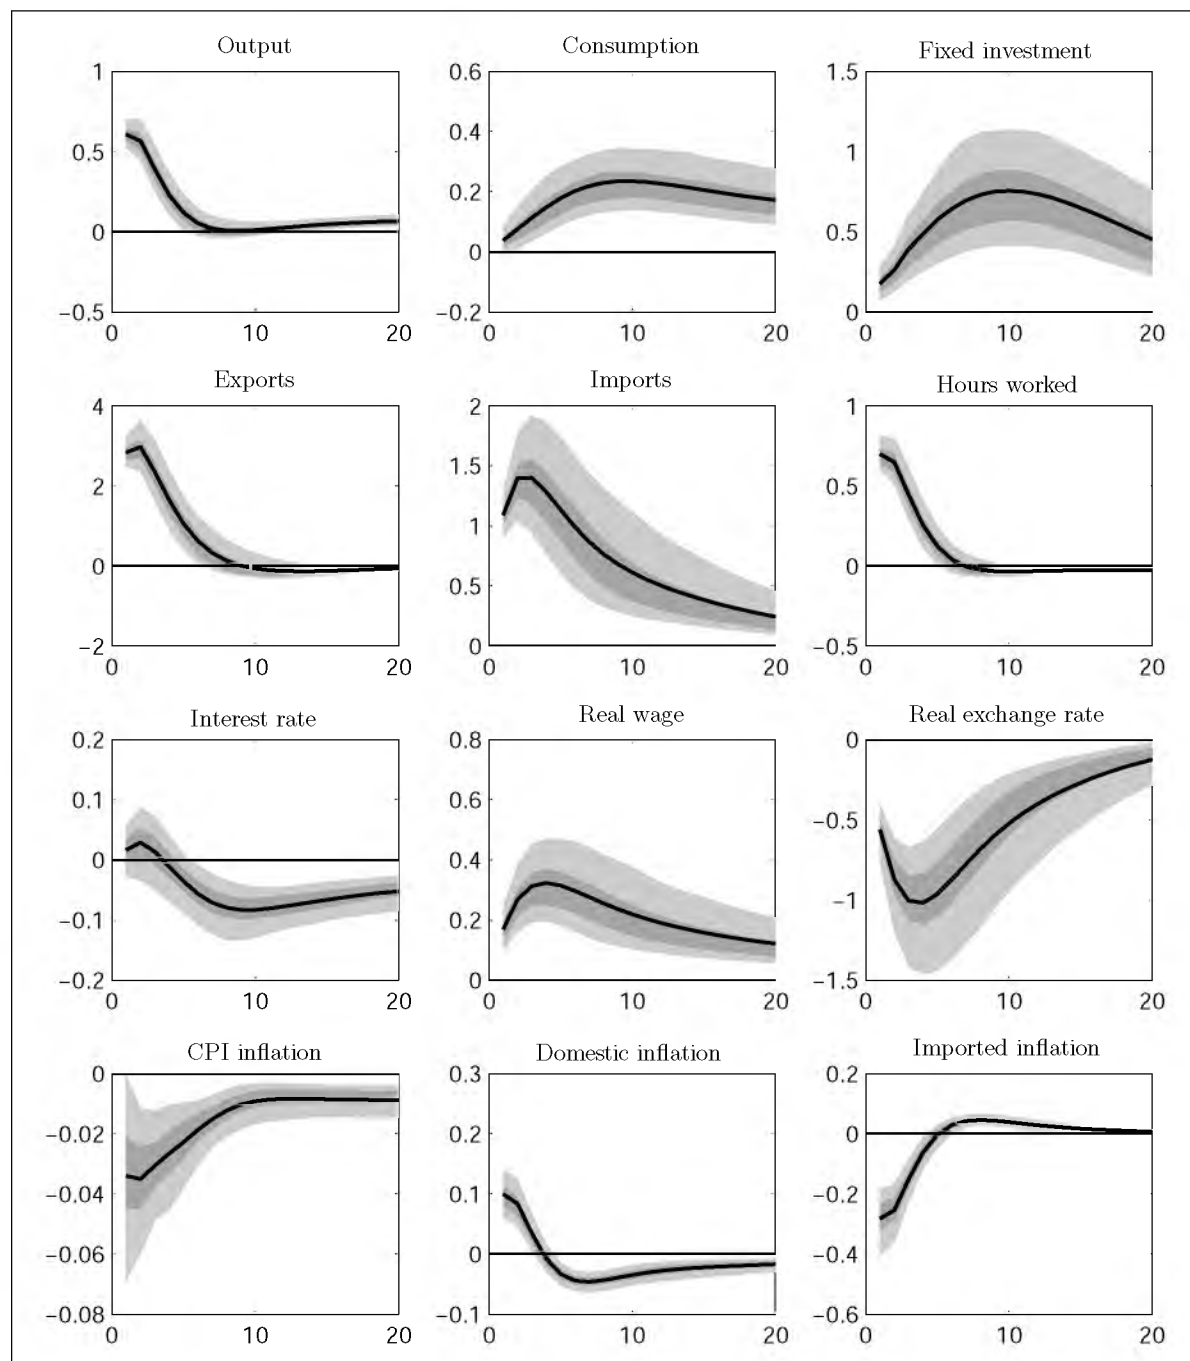 Output Consumption Fixed investment
1 0.6 1.5
0.5 0.4 1
0 0.2 0.5
0
−0.5 −0.2 0
0 10 20 0 10 20 0 10 20
Exports Imports Hours worked
4 2 1
2 1.5 0.5
1
0 0.5 0
−2 0 −0.5
0 10 20 0 10 20 0 10 20
Interest rate Real wage Real exchange rate
0.2 0.8 0
0.1 0.6 −0.5
0 0.4
−0.1 0.2 −1
−0.2 0 −1.5
0 10 20 0 10 20 0 10 20
CPI inflation Domestic inflation Imported inflation
0 0.3 0.2
−0.02 0.2 0
−0.04 0.1 −0.2
−0.06 0 −0.4
−0.08 −0.1 −0.6
0 10 20 0 10 20 0 10 20